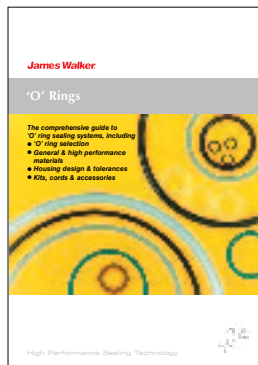 James Walker
'O' Rings
The comprehensive guide to
'O' ring sealing systems, including
● 'O' ring selection
● General & high performance
materials
● Housing design & tolerances
● Kits, cords & accessories
High Performance Sealing Technology